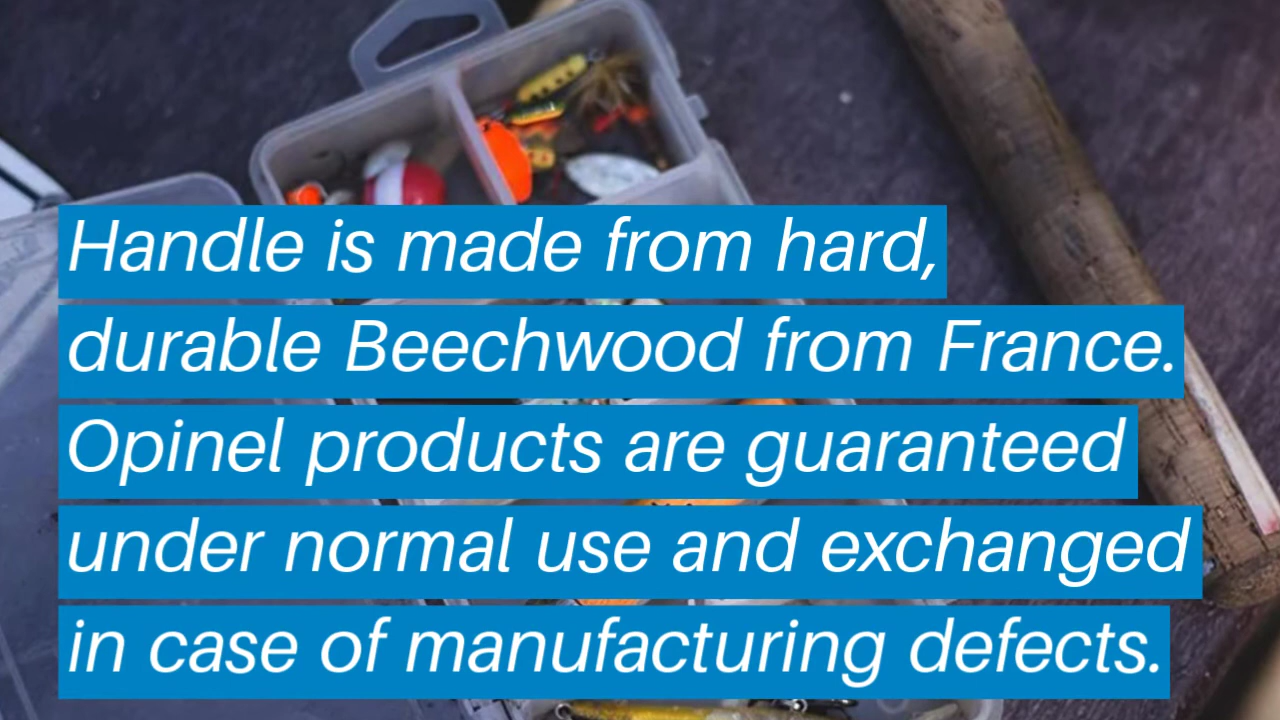 Handle is made from hard,
durable Beechwood from France.
Opinel products are guaranteed
under normal use and exchanged
in case of manufacturing defects.